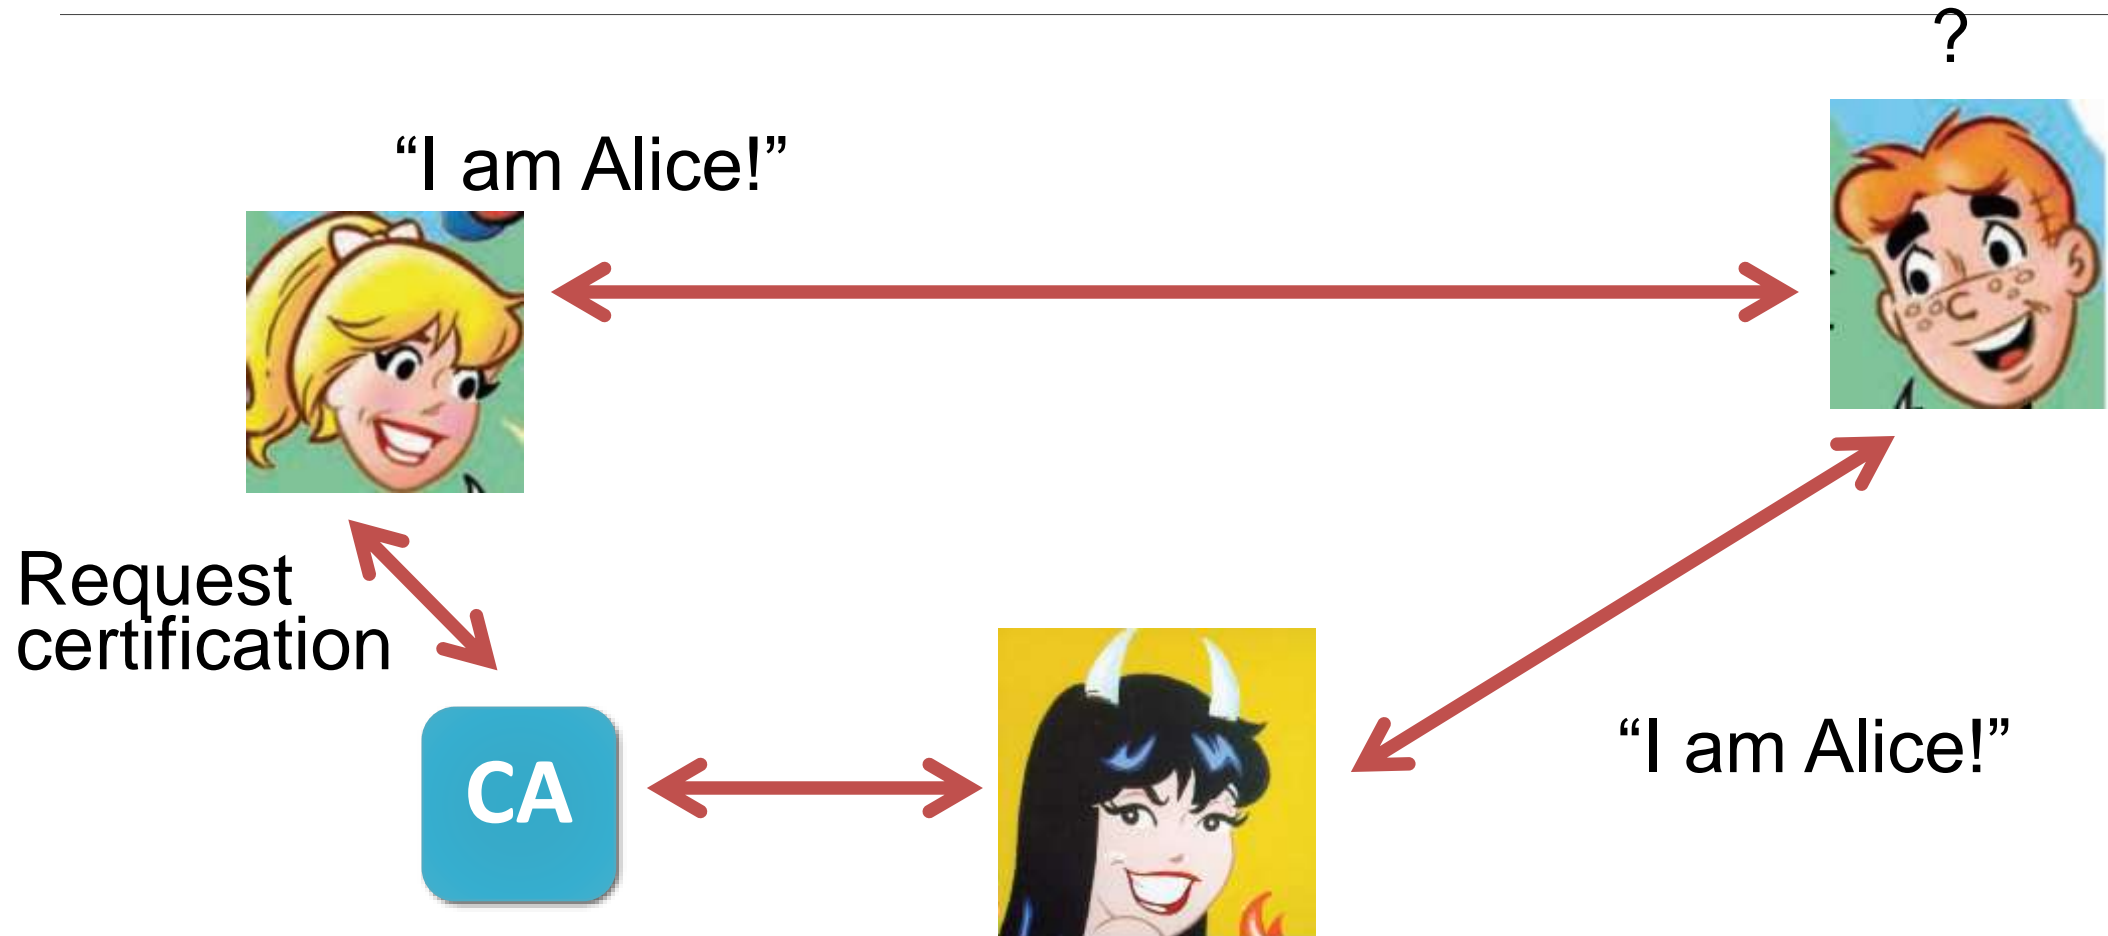 ?
“I am Alice!”
Request
certification
“I am Alice!”
CA